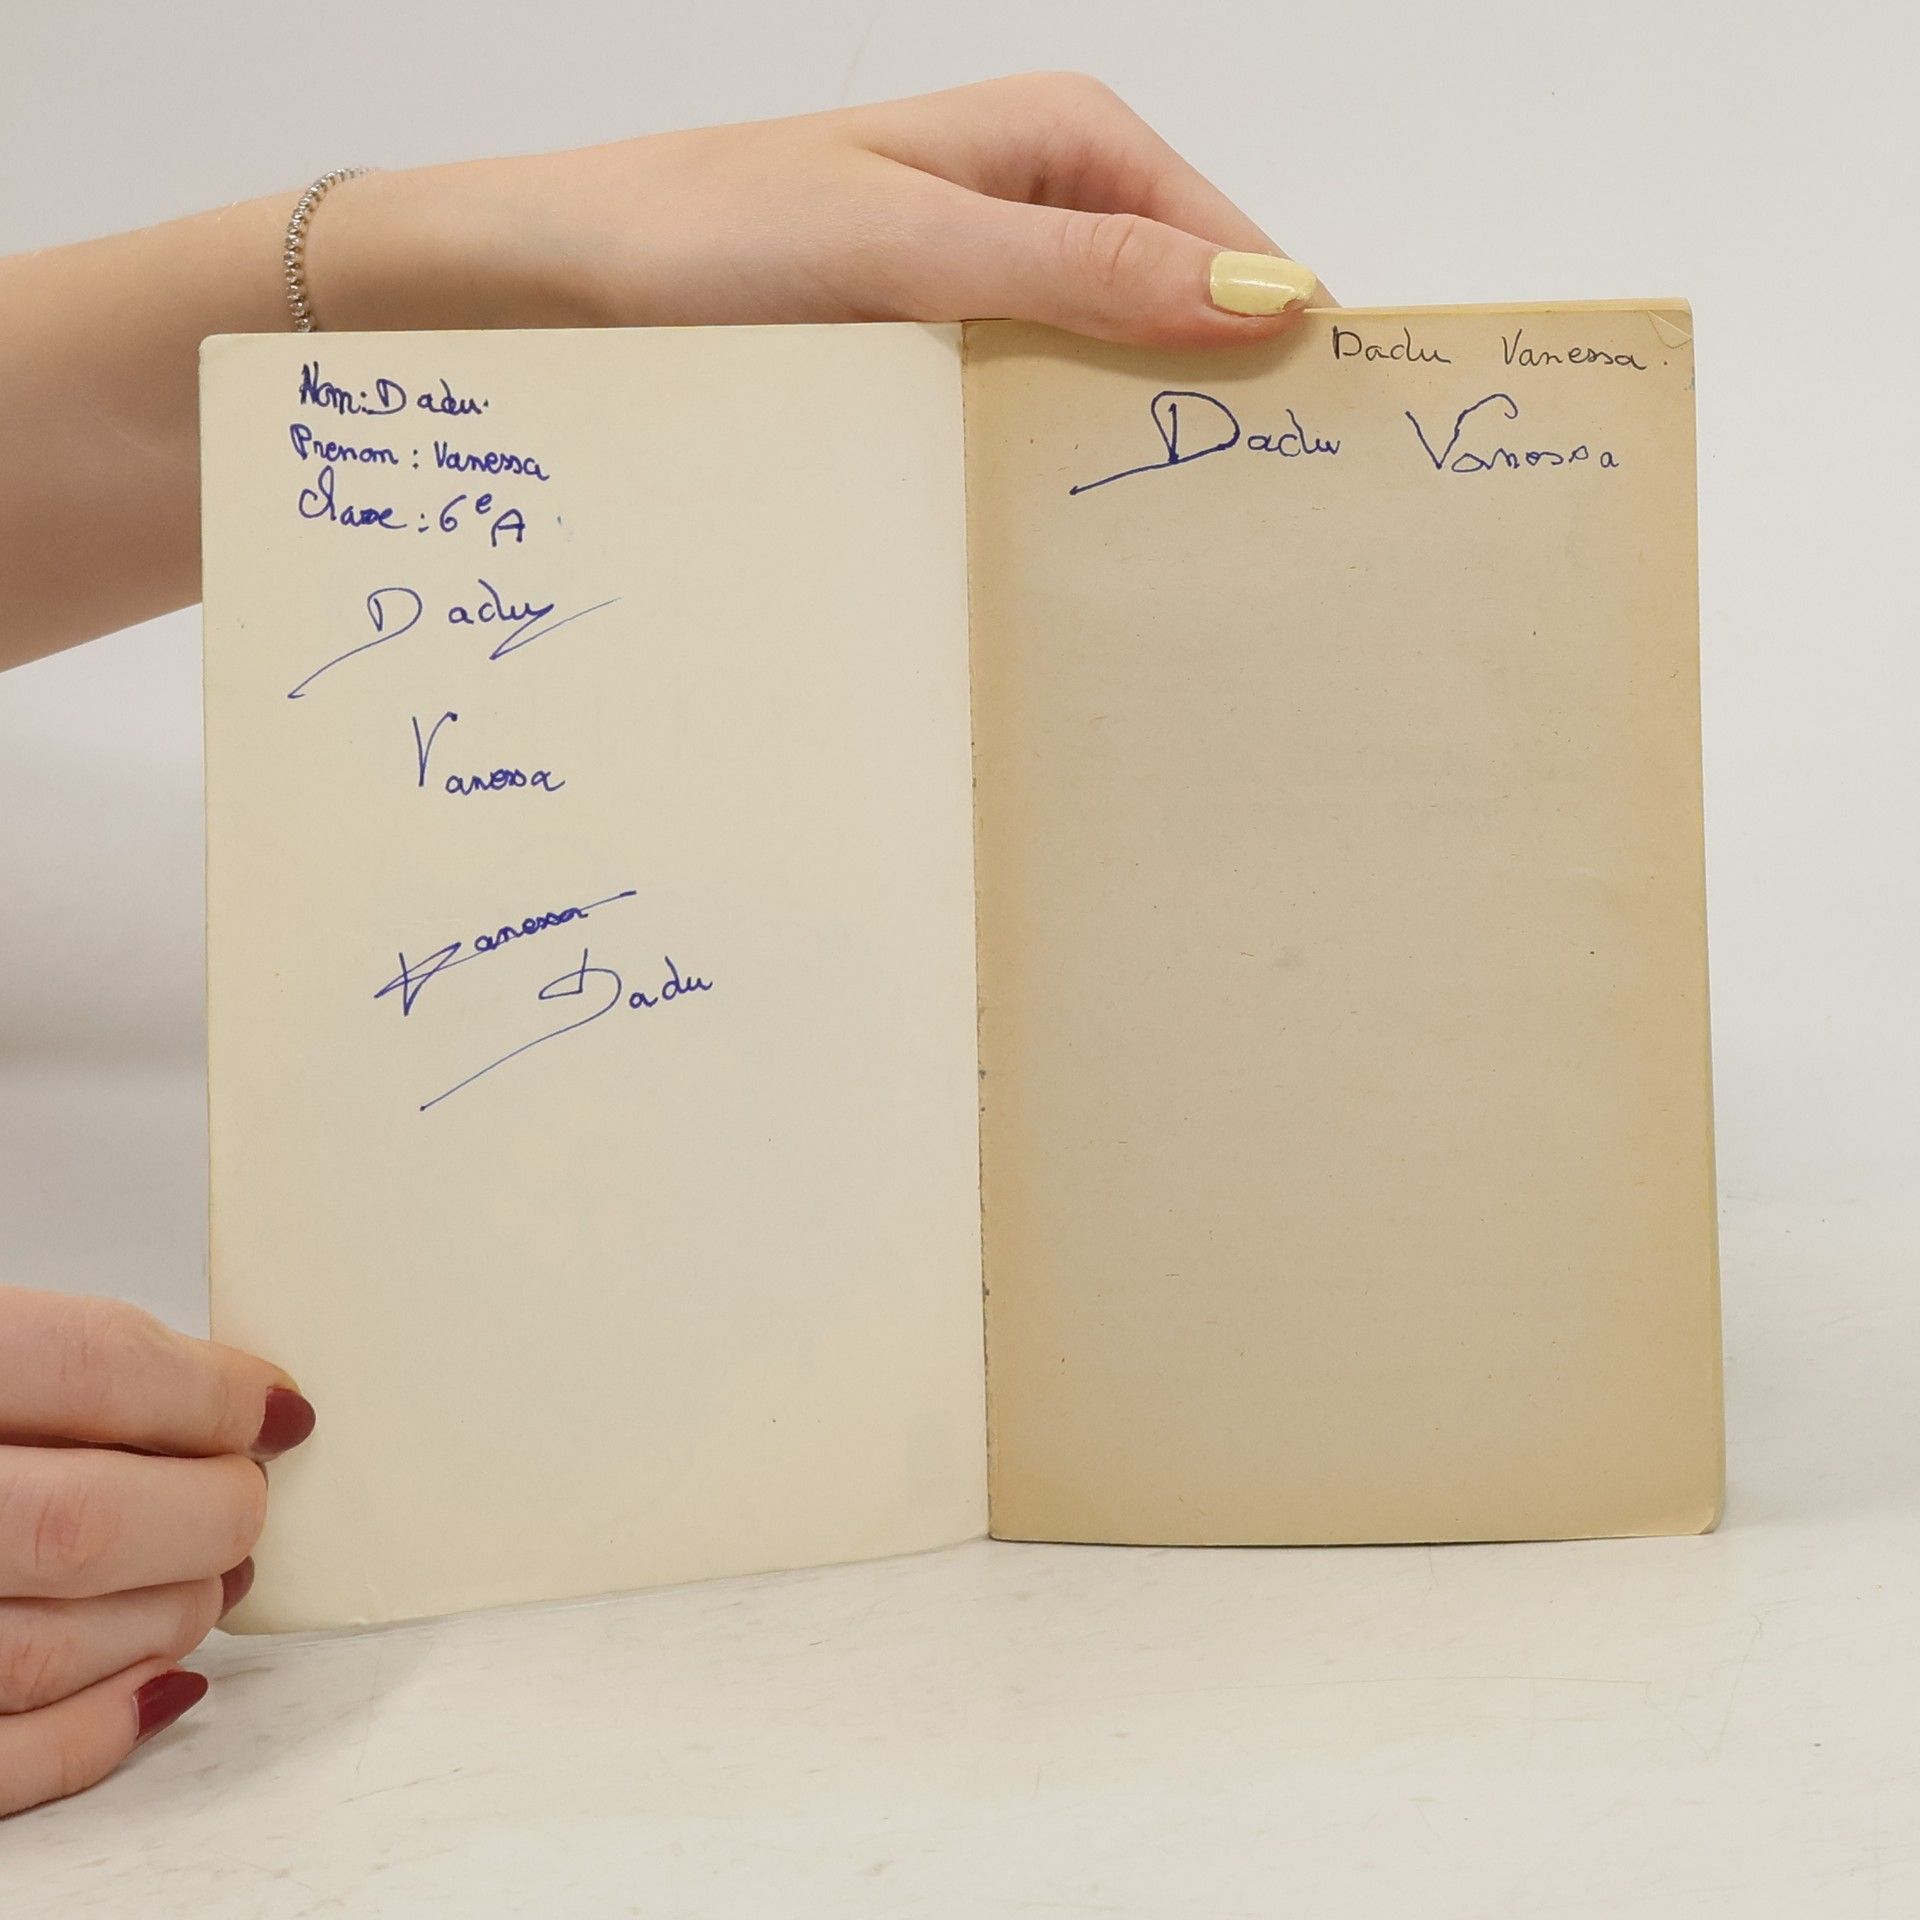 Nom: Dadu.
Prenom : Vanessa
Classe : 6e A
Dadu
Vanessa
Vanessa
Dadu
Dadu Vanessa.
Dadu Vanessa